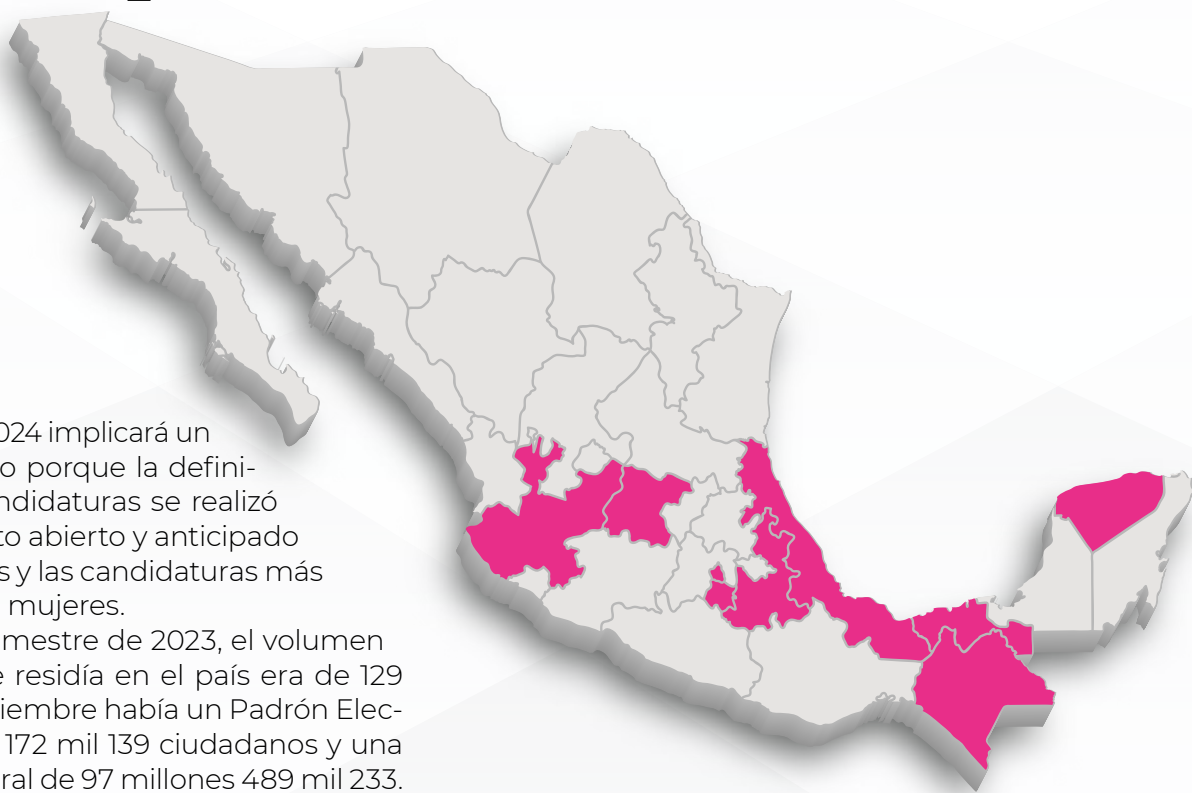 024 implicará un
o porque la defini-
ndidaturas se realizó
to abierto y anticipado
s y las candidaturas más
mujeres.
mestre de 2023, el volumen
e residía en el país era de 129
iembre había un Padrón Elec-
172 mil 139 ciudadanos y una
ral de 97 millones 489 mil 233.